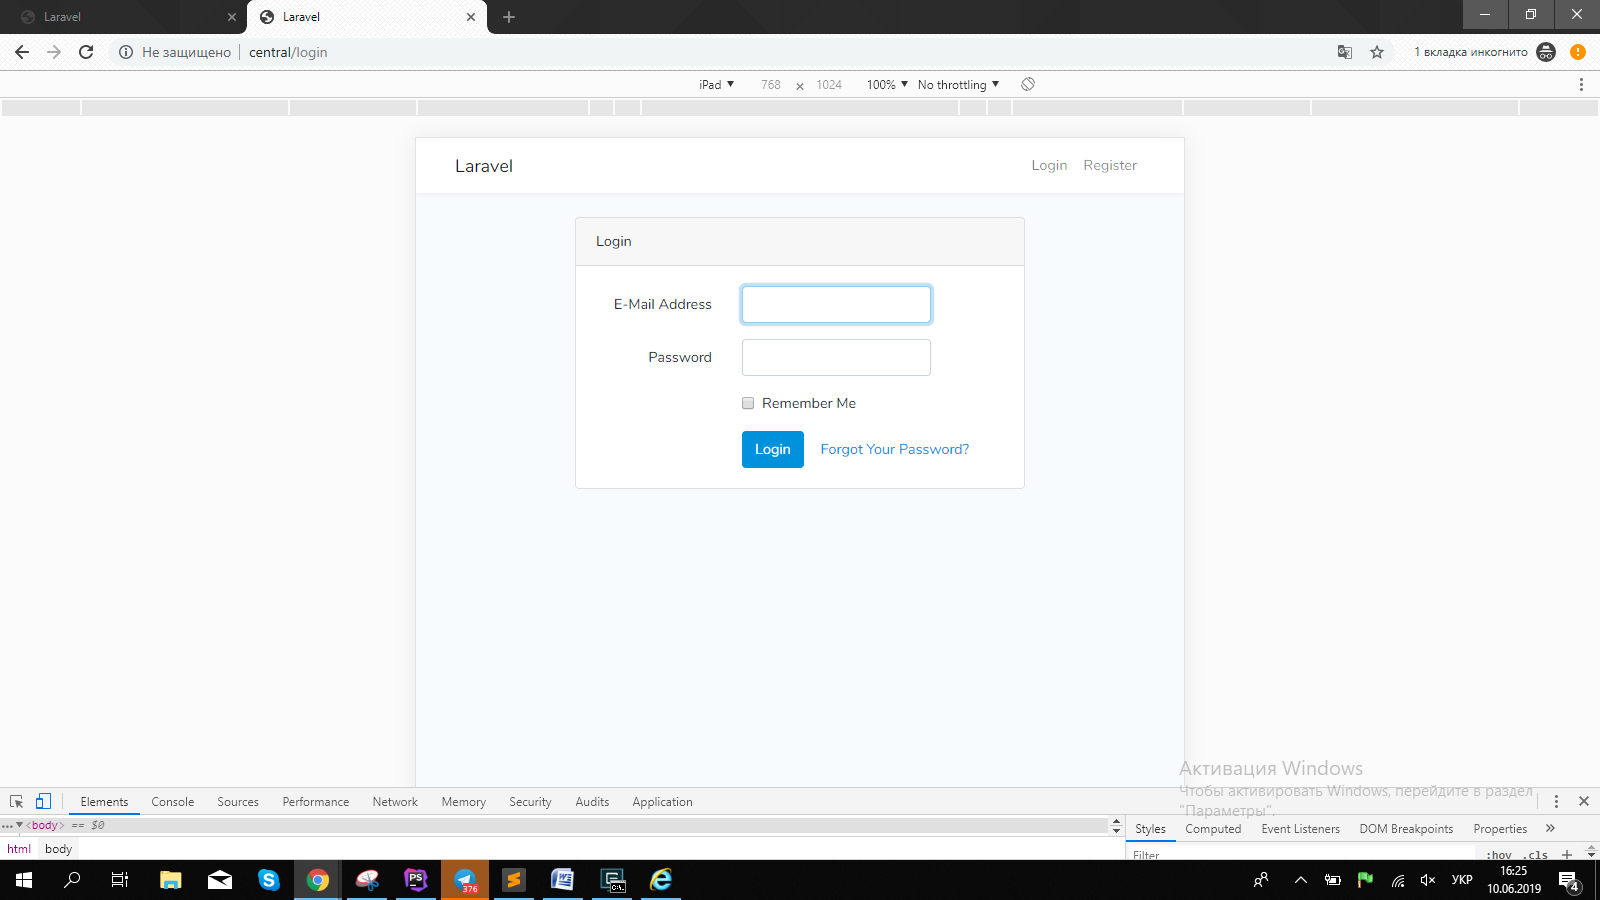 Laravel
Laravel
Не защищено central/login
1 вкладка инкогнито
iPad 768 x 1024 100% No throttling
Laravel Login Register
Login
E-Mail Address
Password
Remember Me
Login Forgot Your Password?
Активация Windows
Чтобы активировать Windows, перейдите в раздел
"Параметры".
Elements Console Sources Performance Network Memory Security Audits Application
<body> == $0
html body
Styles Computed Event Listeners DOM Breakpoints Properties »
Filter :hov .cls +
PS
376
C:\.
УКР
16:25
10.06.2019
4